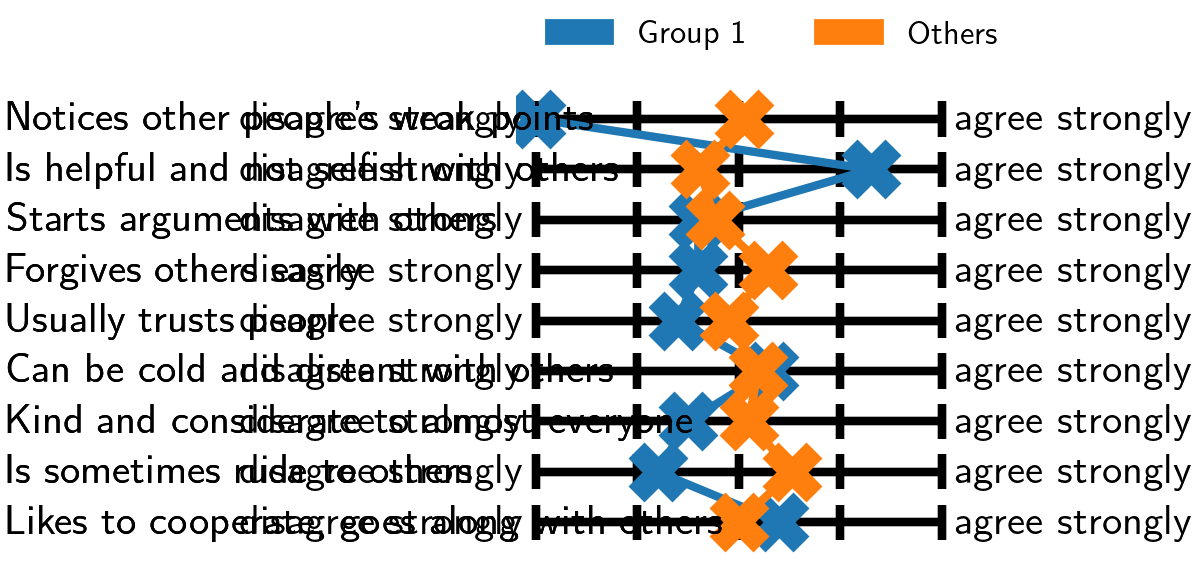 Group 1 Others
Notices other people's weak points disagree strongly agree strongly
Is helpful and not selfish with others disagree strongly agree strongly
Starts arguments with others disagree strongly agree strongly
Forgives others easily disagree strongly agree strongly
Usually trusts people disagree strongly agree strongly
Can be cold and distant with others disagree strongly agree strongly
Kind and considerate to almost everyone disagree strongly agree strongly
Is sometimes rude to others disagree strongly agree strongly
Likes to cooperate, goes along with others disagree strongly agree strongly